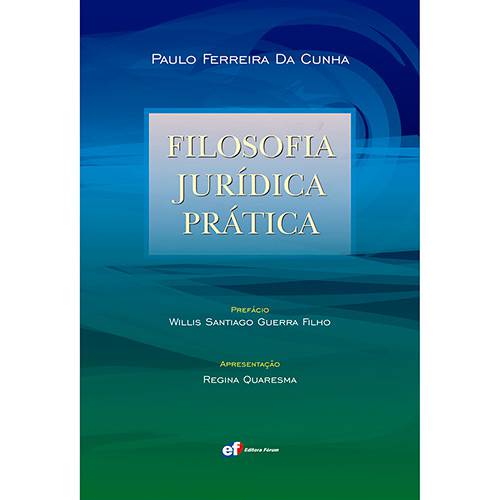 PAULO FERREIRA DA CUNHA
FILOSOFIA
JURÍDICA
PRÁTICA
PREFÁCIO
WILLIS SANTIAGO GUERRA FILHO
APRESENTAÇÃO
REGINA QUARESMA
ef Editora Fórum